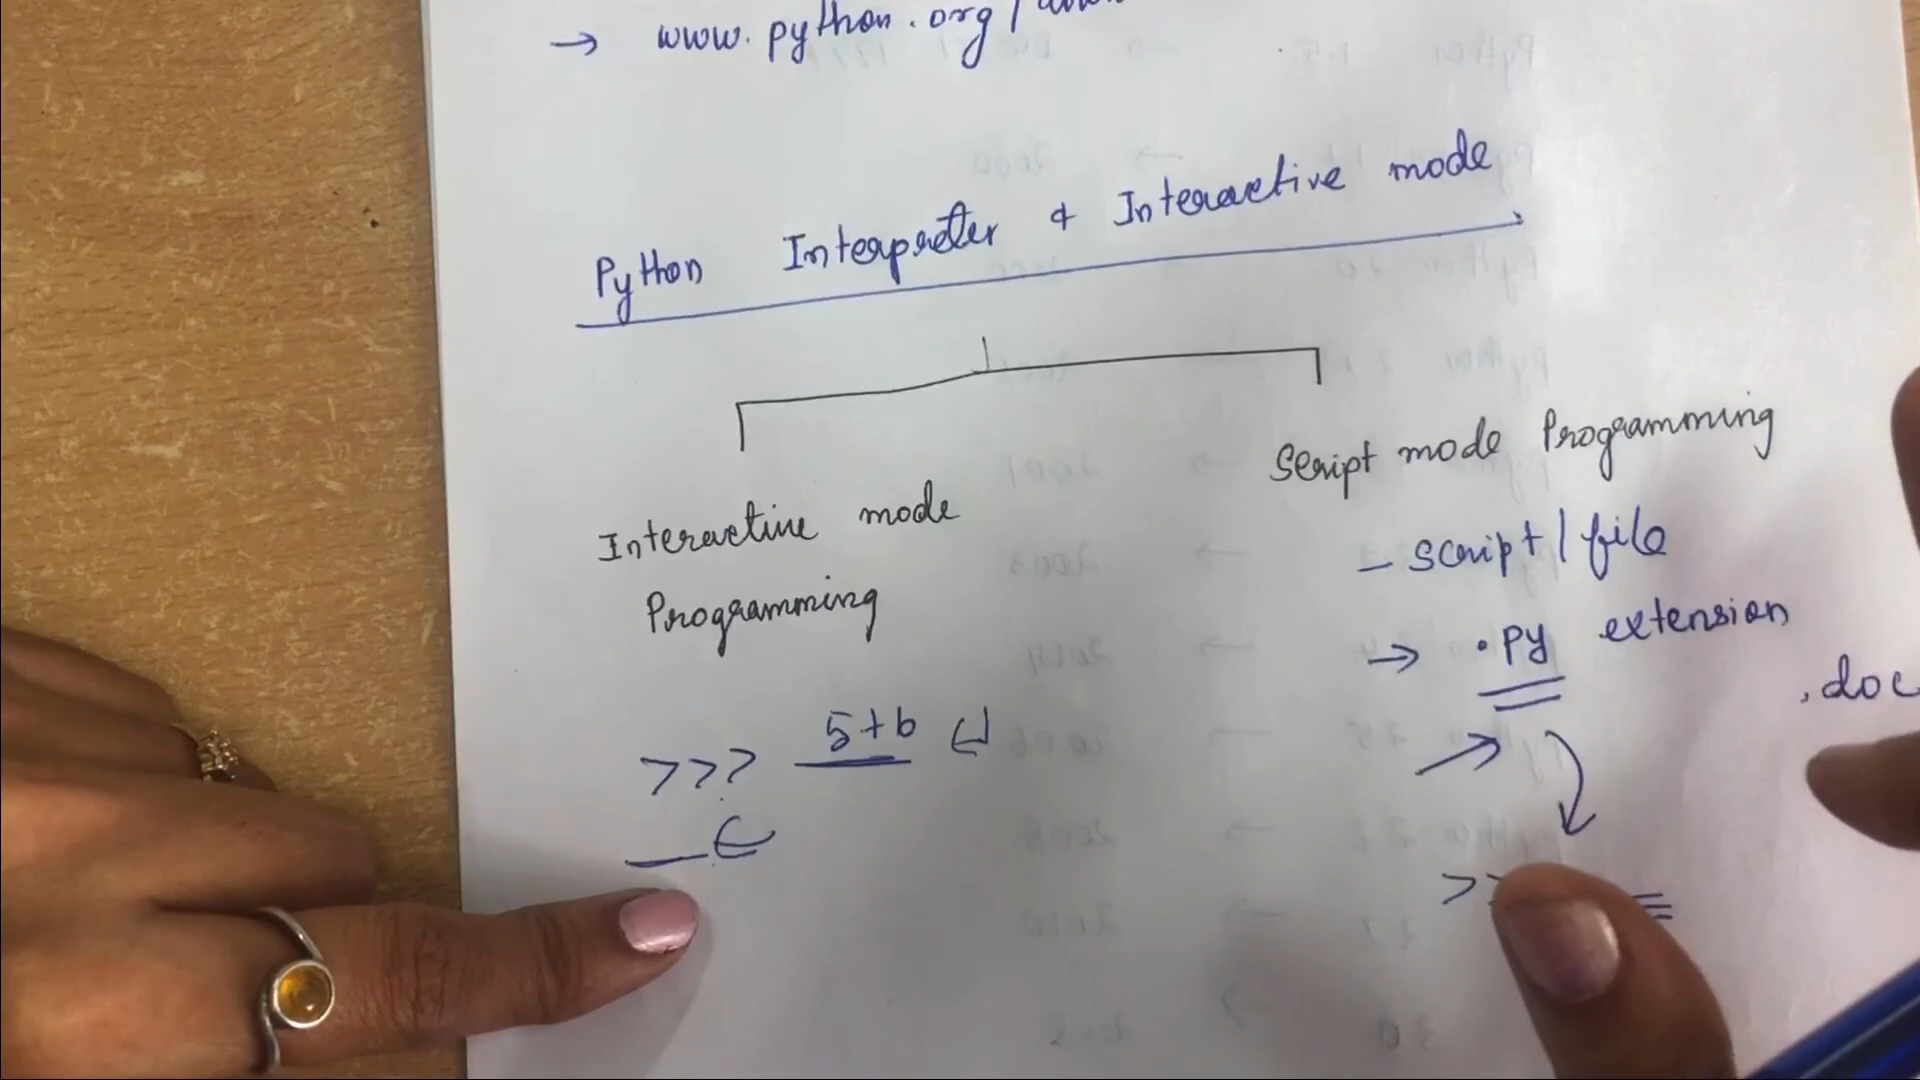 → www.python.org/
Python Interpreter & Interactive mode
Interactive mode
Programming
>>> 5+6
Script mode Programming
- script/file
→ .py extension
.doc